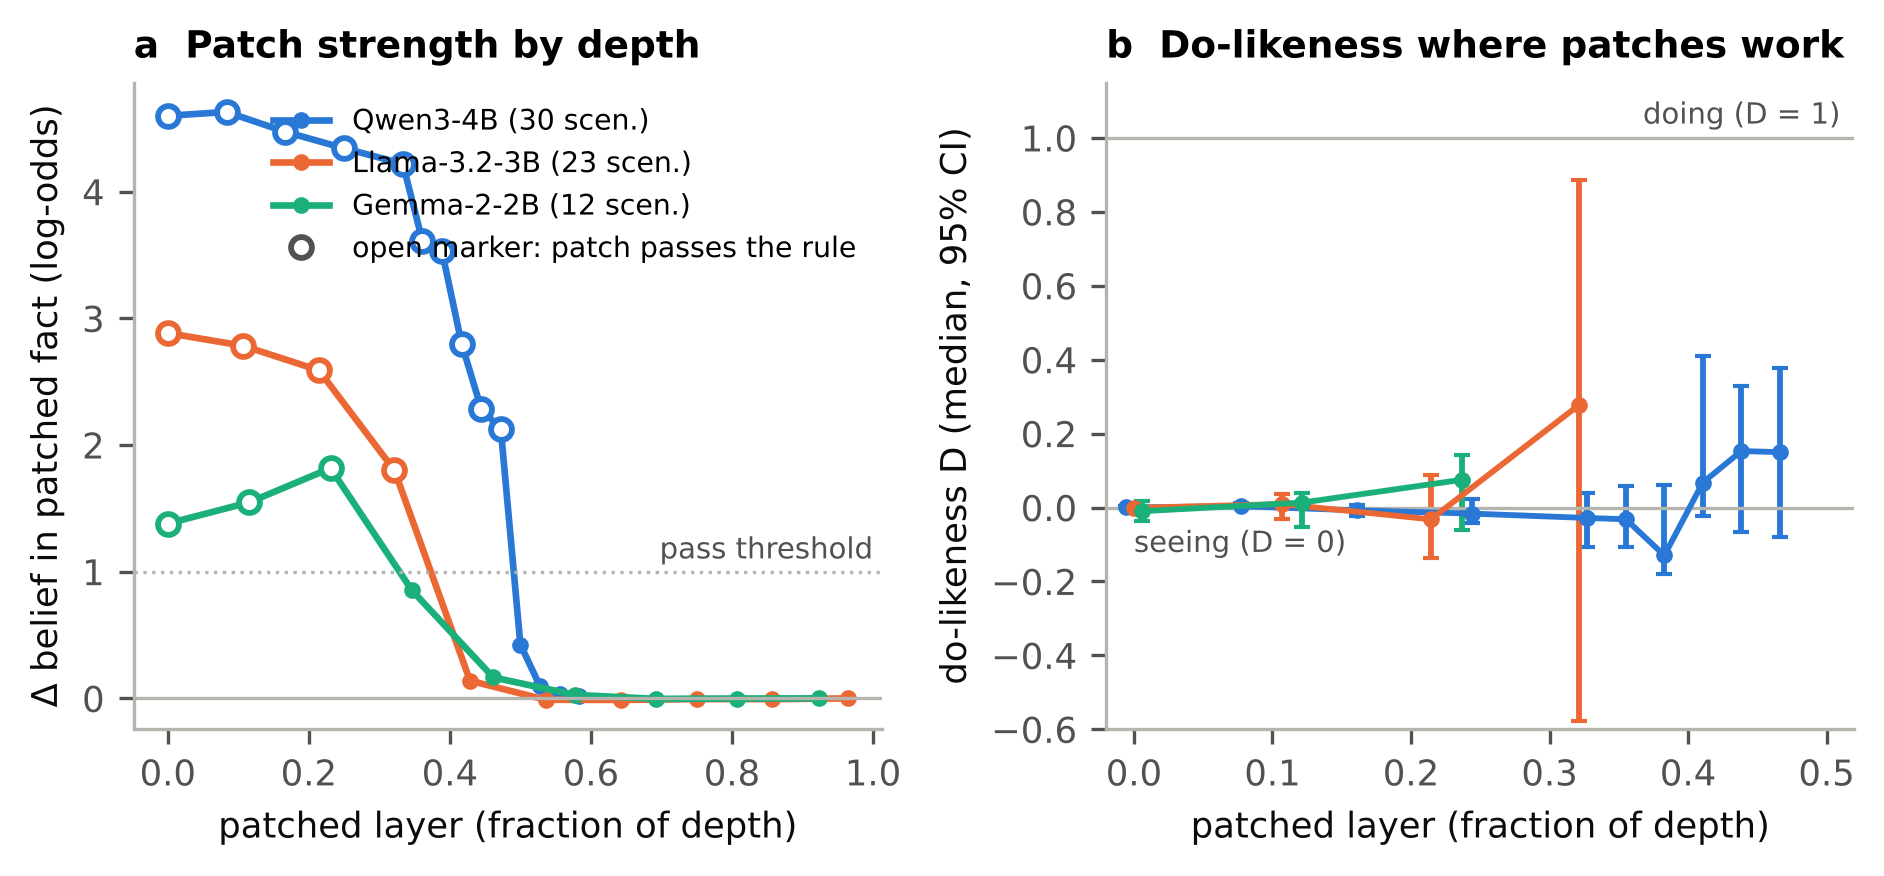 a Patch strength by depth
Δ belief in patched fact (log-odds)
4
3
2
1
0
Qwen3-4B (30 scen.)
Llama-3.2-3B (23 scen.)
Gemma-2-2B (12 scen.)
open marker: patch passes the rule
pass threshold
0.0 0.2 0.4 0.6 0.8 1.0
patched layer (fraction of depth)
b Do-likeness where patches work
do-likeness D (median, 95% CI)
1.0
0.8
0.6
0.4
0.2
0.0
−0.2
−0.4
−0.6
doing (D = 1)
seeing (D = 0)
0.0 0.1 0.2 0.3 0.4 0.5
patched layer (fraction of depth)